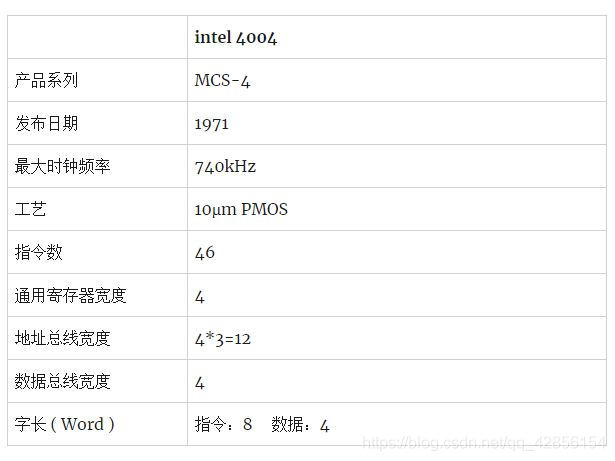 intel 4004
产品系列 MCS-4
发布日期 1971
最大时钟频率 740kHz
工艺 10μm PMOS
指令数 46
通用寄存器宽度 4
地址总线宽度 4*3=12
数据总线宽度 4
字长 ( Word ) 指令：8 数据：4
https://blog.csdn.net/qq_42856154